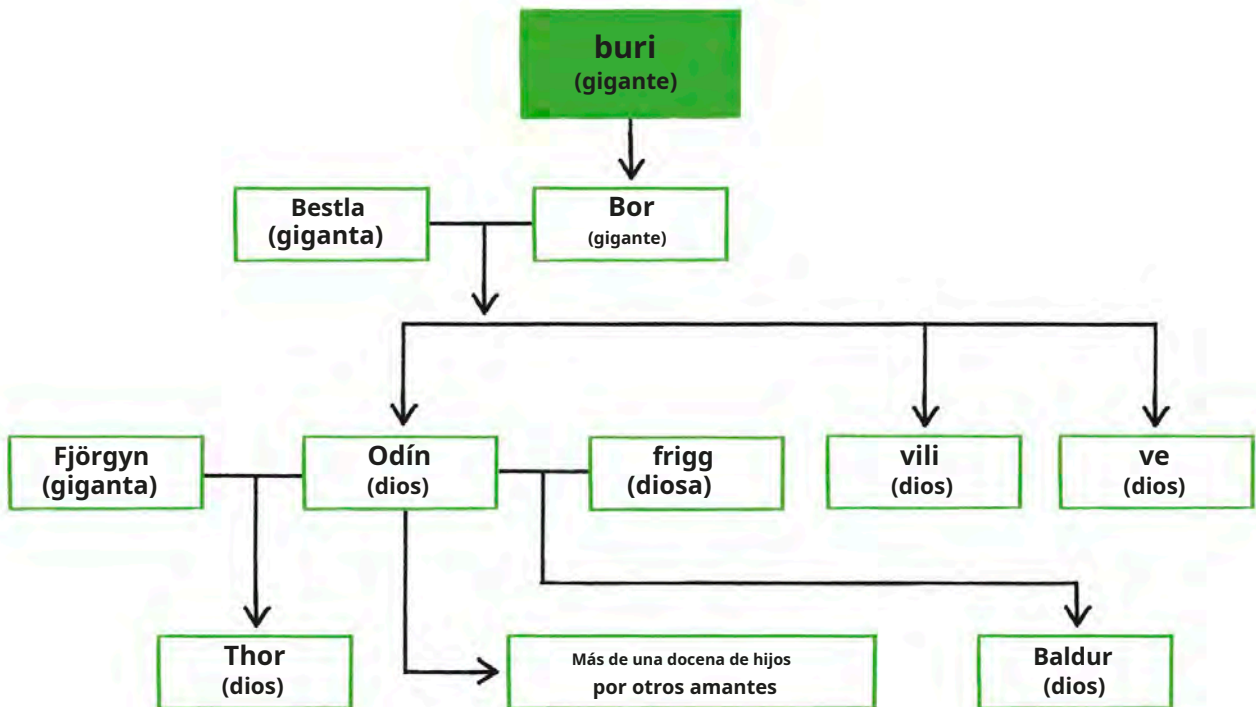 buri
(gigante)
Bestla
(giganta)
Bor
(gigante)
Fjörgyn
(giganta)
Odín
(dios)
frigg
(diosa)
vili
(dios)
ve
(dios)
Thor
(dios)
Más de una docena de hijos
por otros amantes
Baldur
(dios)